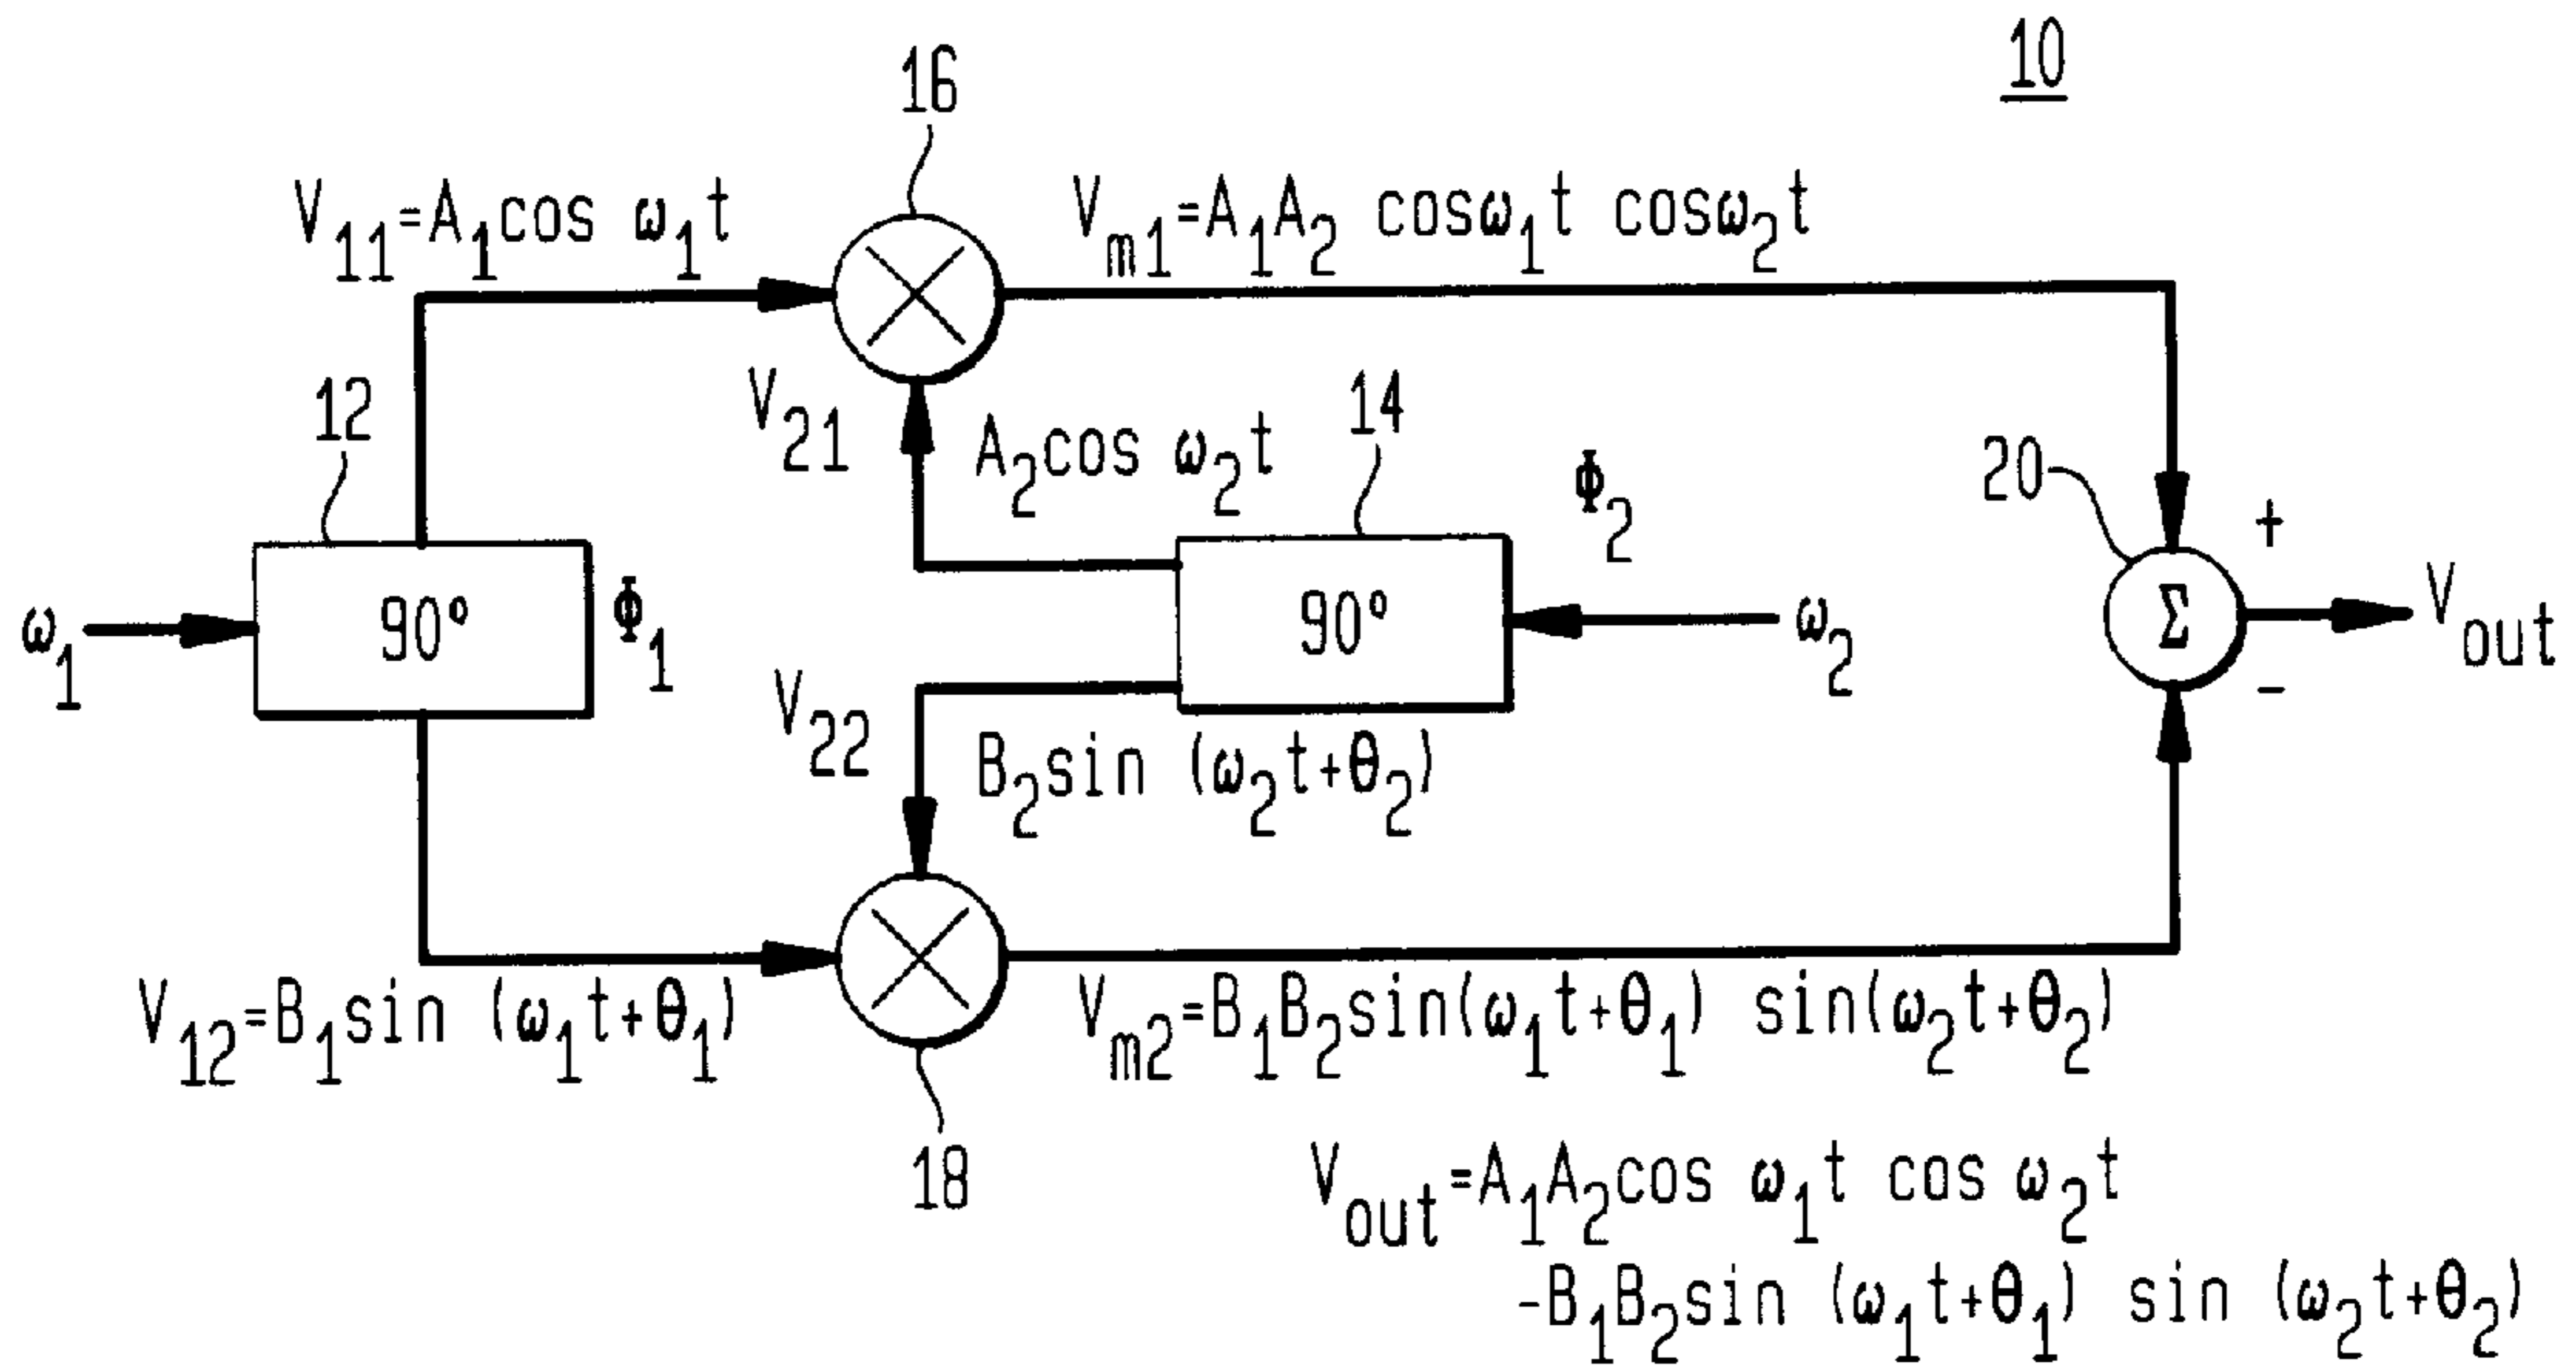 10
16
V₁₁=A₁cos ω₁t
Vₘ₁=A₁A₂ cosω₁t cosω₂t
12
V₂₁
A₂cos ω₂t
14
Φ₂
20
+
ω₁
90°
Φ₁
90°
ω₂
Σ
V_out
-
V₂₂
B₂sin (ω₂t+θ₂)
V₁₂=B₁sin (ω₁t+θ₁)
Vₘ₂=B₁B₂sin(ω₁t+θ₁) sin(ω₂t+θ₂)
18
V_out=A₁A₂cos ω₁t cos ω₂t
-B₁B₂sin (ω₁t+θ₁) sin (ω₂t+θ₂)